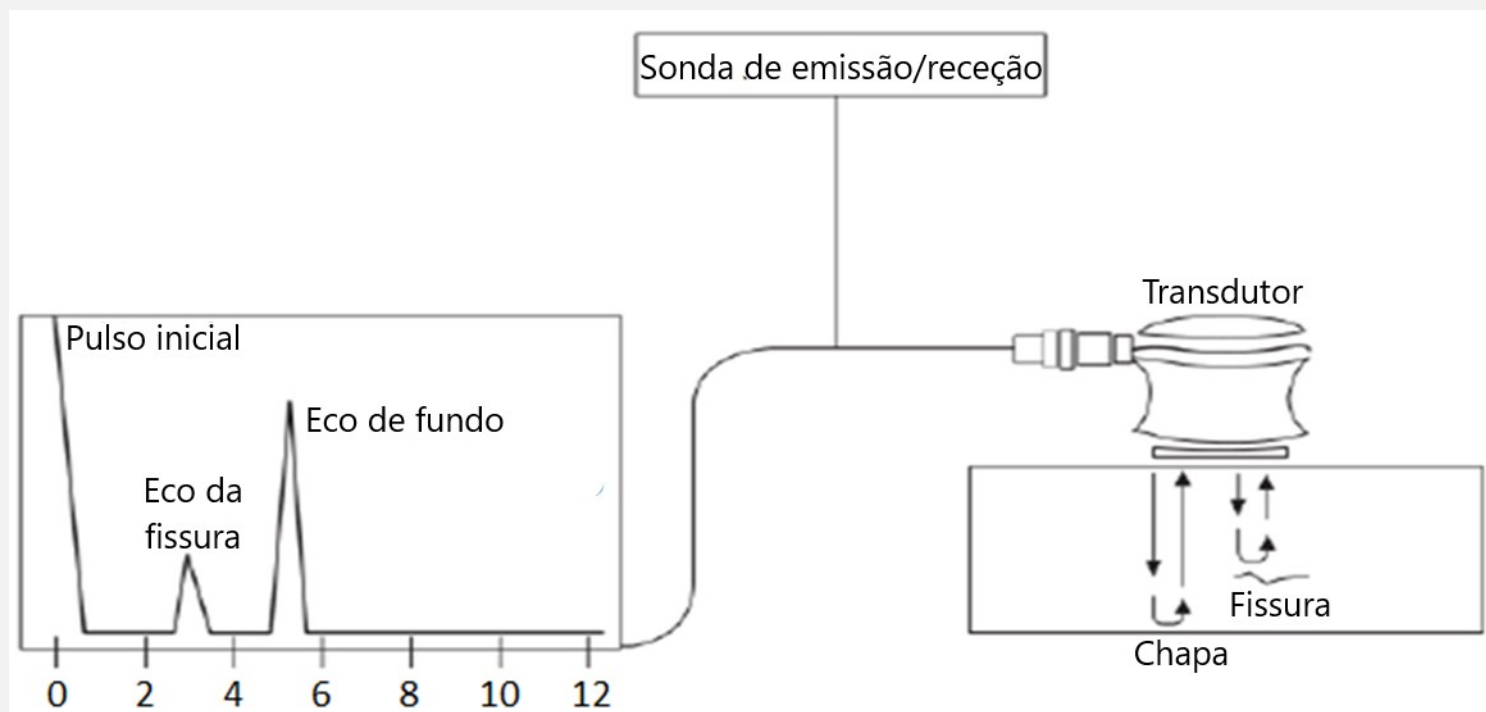 Sonda de emissão/receção
Transdutor
Pulso inicial
Eco de fundo
Eco da
fissura
Fissura
Chapa
0 2 4 6 8 10 12